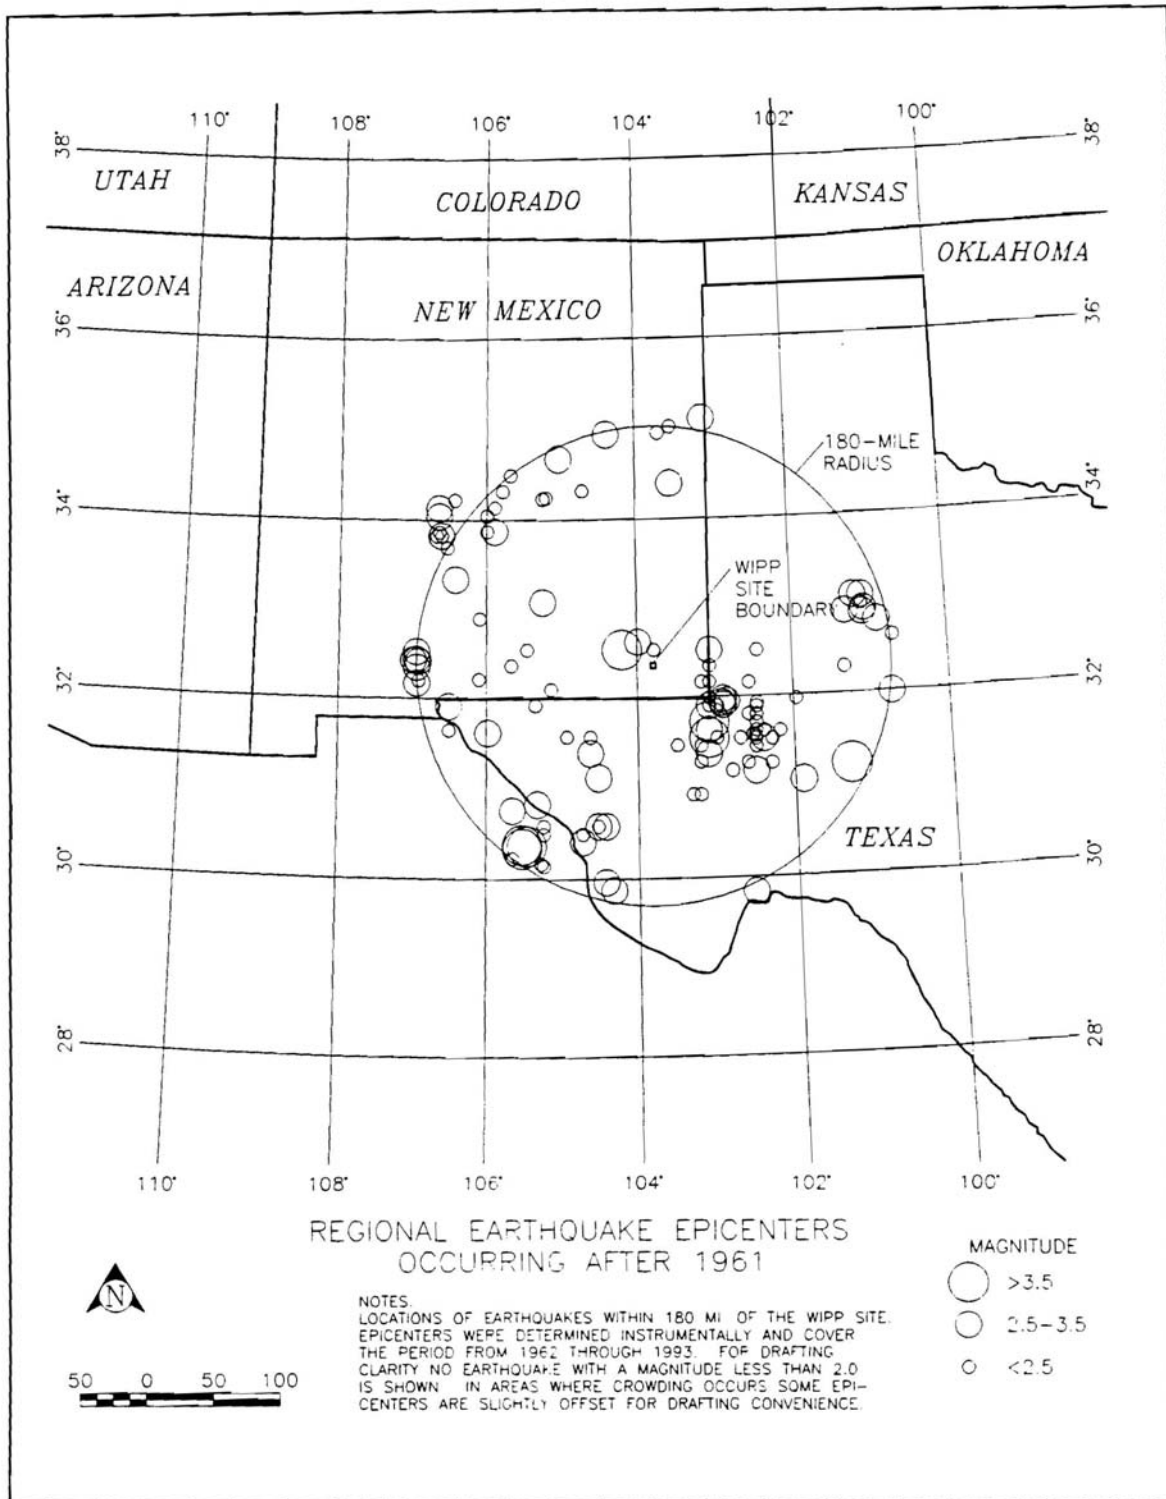 110° 108° 106° 104° 102° 100°
38° 38°
UTAH COLORADO KANSAS
OKLAHOMA
ARIZONA
NEW MEXICO
36° 36°
180-MILE
RADIUS
34° 34°
WIPP
SITE
BOUNDARY
32° 32°
TEXAS
30° 30°
28° 28°
110° 108° 106° 104° 102° 100°
REGIONAL EARTHQUAKE EPICENTERS
OCCURRING AFTER 1961
MAGNITUDE
>3.5
2.5-3.5
<2.5
N
NOTES.
LOCATIONS OF EARTHQUAKES WITHIN 180 MI OF THE WIPP SITE.
EPICENTERS WERE DETERMINED INSTRUMENTALLY AND COVER
THE PERIOD FROM 1962 THROUGH 1993. FOR DRAFTING
CLARITY NO EARTHQUAKE WITH A MAGNITUDE LESS THAN 2.0
IS SHOWN IN AREAS WHERE CROWDING OCCURS SOME EPI-
CENTERS ARE SLIGHTLY OFFSET FOR DRAFTING CONVENIENCE.
50 0 50 100